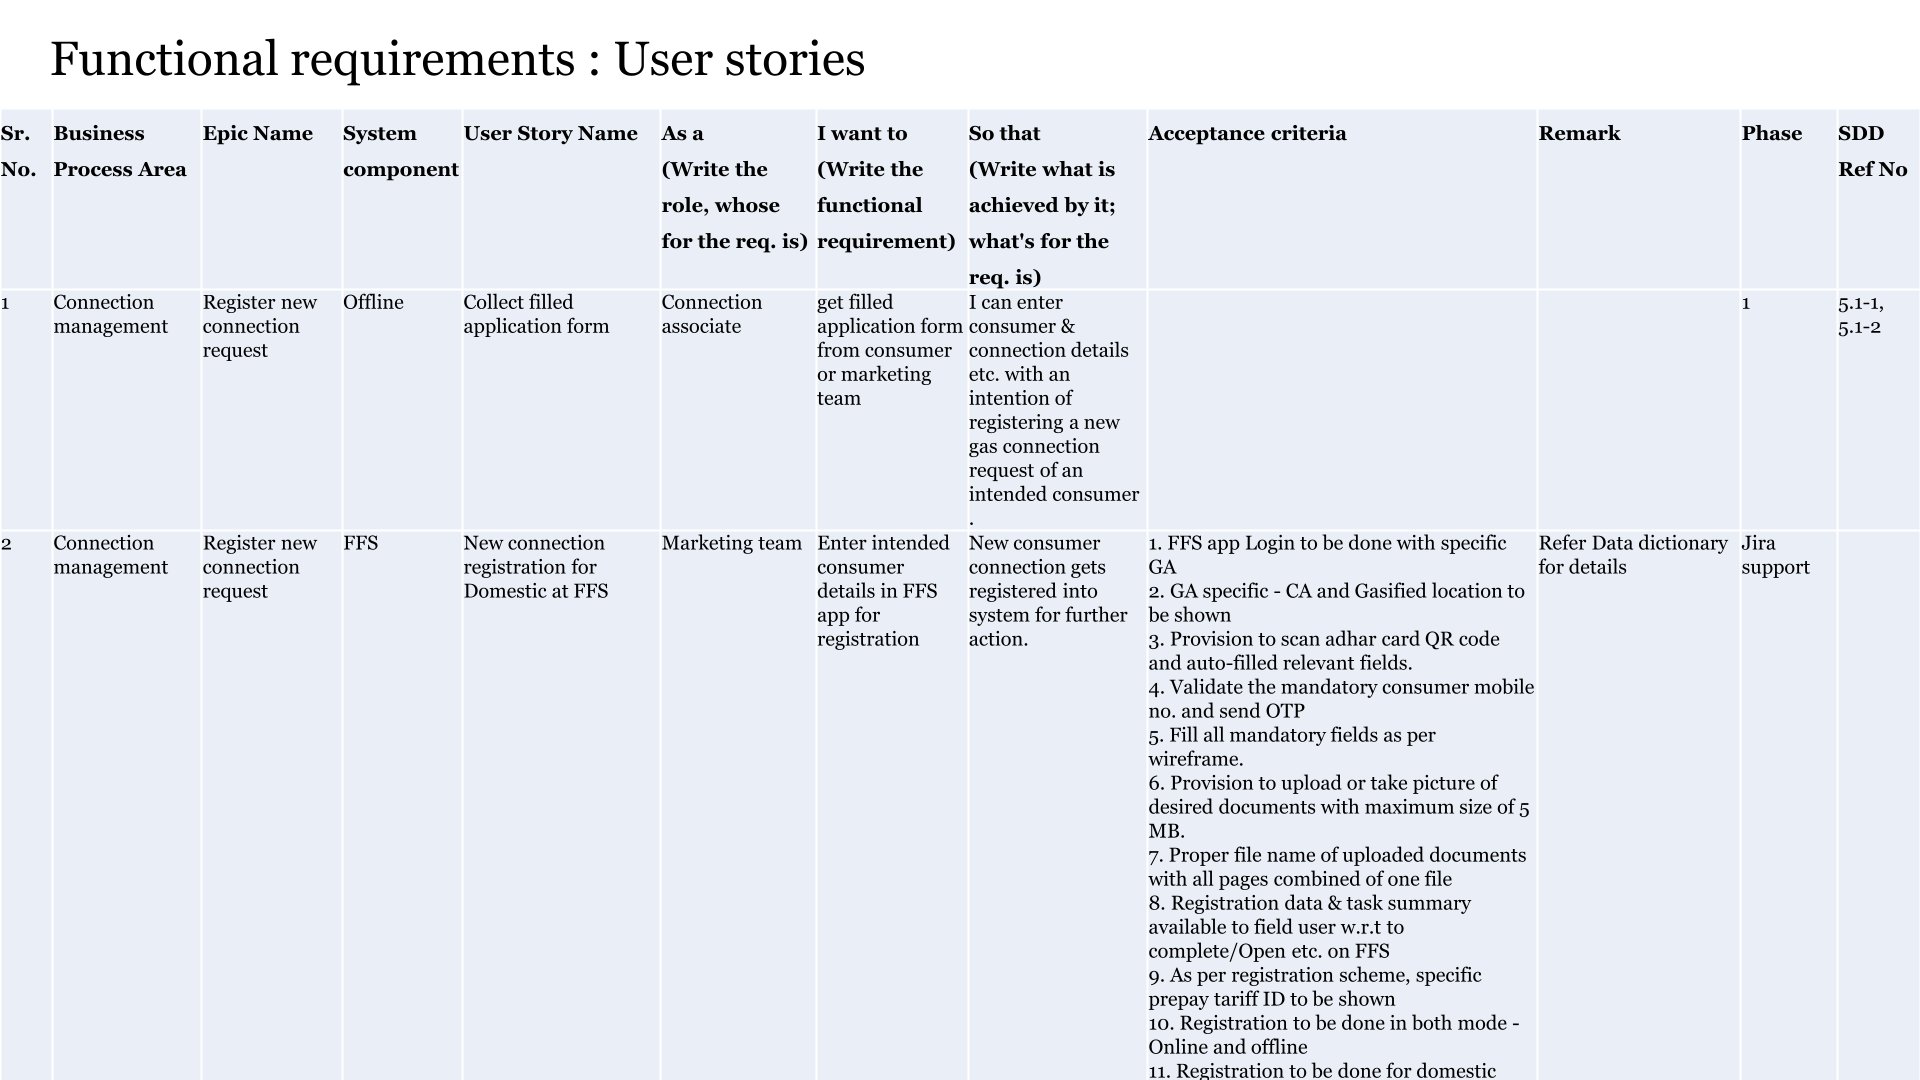 Functional requirements : User stories
Sr.
No.
Business
Process Area
Epic Name
System
component
User Story Name
As a
(Write the
role, whose
for the req. is)
I want to
(Write the
functional
requirement)
So that
(Write what is
achieved by it;
what's for the
req. is)
Acceptance criteria
Remark
Phase
SDD
Ref No
1
Connection
management
Register new
connection
request
Offline
Collect filled
application form
Connection
associate
get filled
application form
from consumer
or marketing
team
I can enter
consumer &
connection details
etc. with an
intention of
registering a new
gas connection
request of an
intended consumer
.
1
5.1-1,
5.1-2
2
Connection
management
Register new
connection
request
FFS
New connection
registration for
Domestic at FFS
Marketing team
Enter intended
consumer
details in FFS
app for
registration
New consumer
connection gets
registered into
system for further
action.
1. FFS app Login to be done with specific
GA
2. GA specific - CA and Gasified location to
be shown
3. Provision to scan adhar card QR code
and auto-filled relevant fields.
4. Validate the mandatory consumer mobile
no. and send OTP
5. Fill all mandatory fields as per
wireframe.
6. Provision to upload or take picture of
desired documents with maximum size of 5
MB.
7. Proper file name of uploaded documents
with all pages combined of one file
8. Registration data & task summary
available to field user w.r.t to
complete/Open etc. on FFS
9. As per registration scheme, specific
prepay tariff ID to be shown
10. Registration to be done in both mode -
Online and offline
11. Registration to be done for domestic
Refer Data dictionary
for details
Jira
support